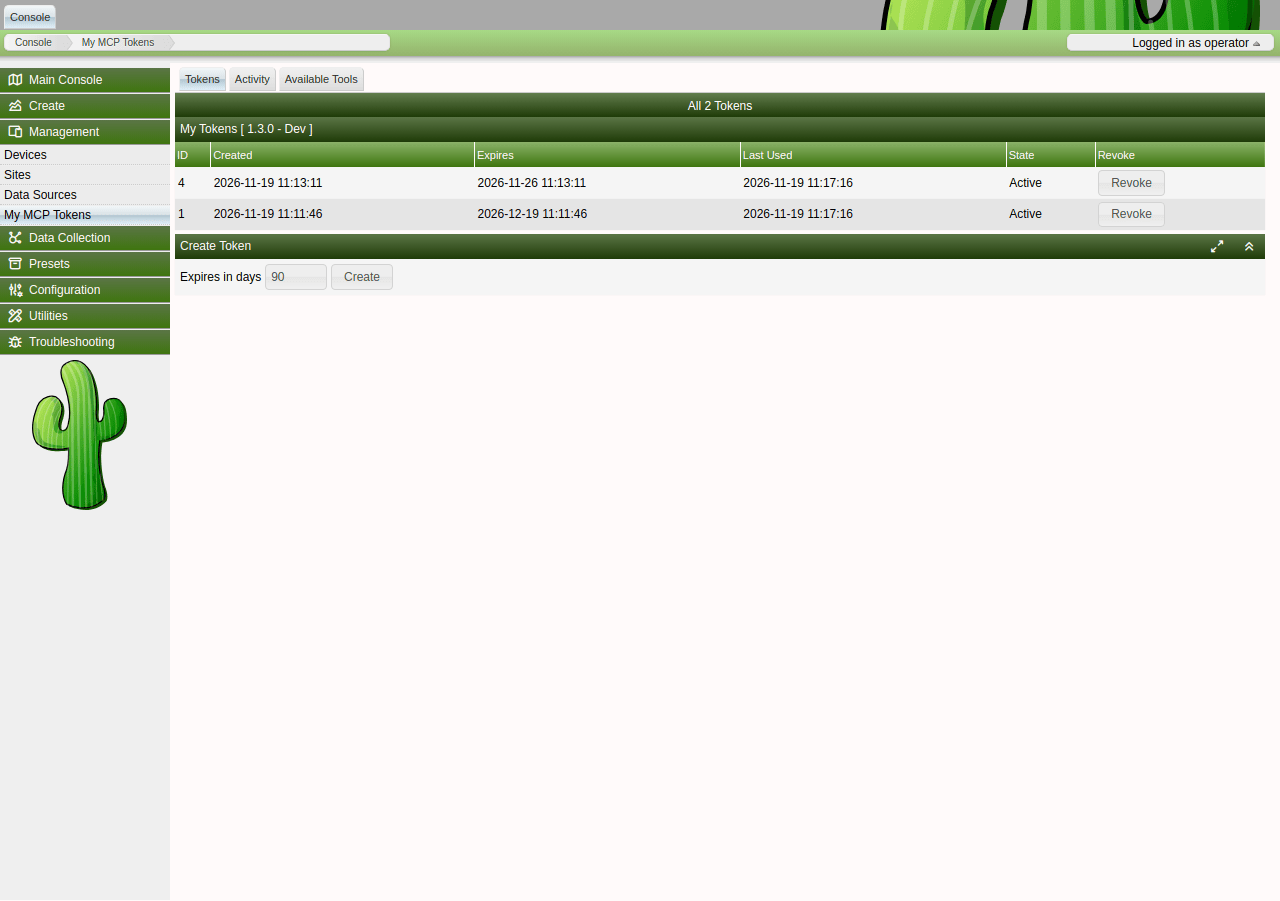 Console
Console My MCP Tokens Logged in as operator
Tokens Activity Available Tools
Main Console
Create
Management
Devices
Sites
Data Sources
My MCP Tokens
Data Collection
Presets
Configuration
Utilities
Troubleshooting
All 2 Tokens
My Tokens [ 1.3.0 - Dev ]
ID Created Expires Last Used State Revoke
4 2026-11-19 11:13:11 2026-11-26 11:13:11 2026-11-19 11:17:16 Active Revoke
1 2026-11-19 11:11:46 2026-12-19 11:11:46 2026-11-19 11:17:16 Active Revoke
Create Token
Expires in days 90 Create